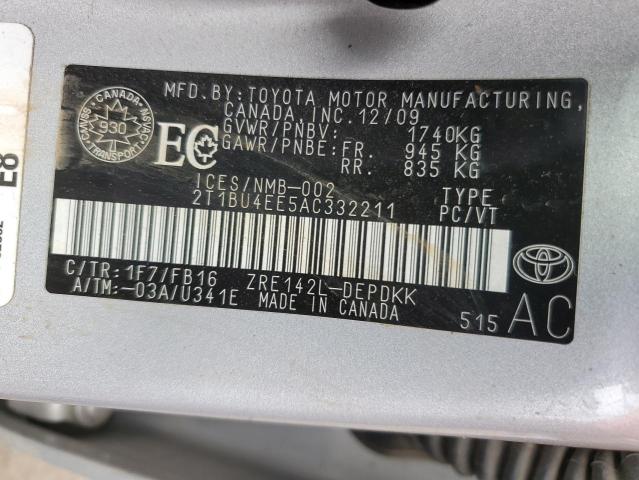 MFD. BY: TOYOTA MOTOR MANUFACTURING,
CANADA, INC. 12/09
GVWR/PNBV: 1740KG
GAWR/PNBE: FR. 945 KG
RR. 835 KG
CANADA
930
TRANSPORT
EC
ICES/NMB-002
2T1BU4EE5AC332211
TYPE
PC/VT
C/TR: 1F7/FB16 ZRE142L-DEPDKK
A/TM: -03A/U341E MADE IN CANADA
TOYOTA
515 AC
E8